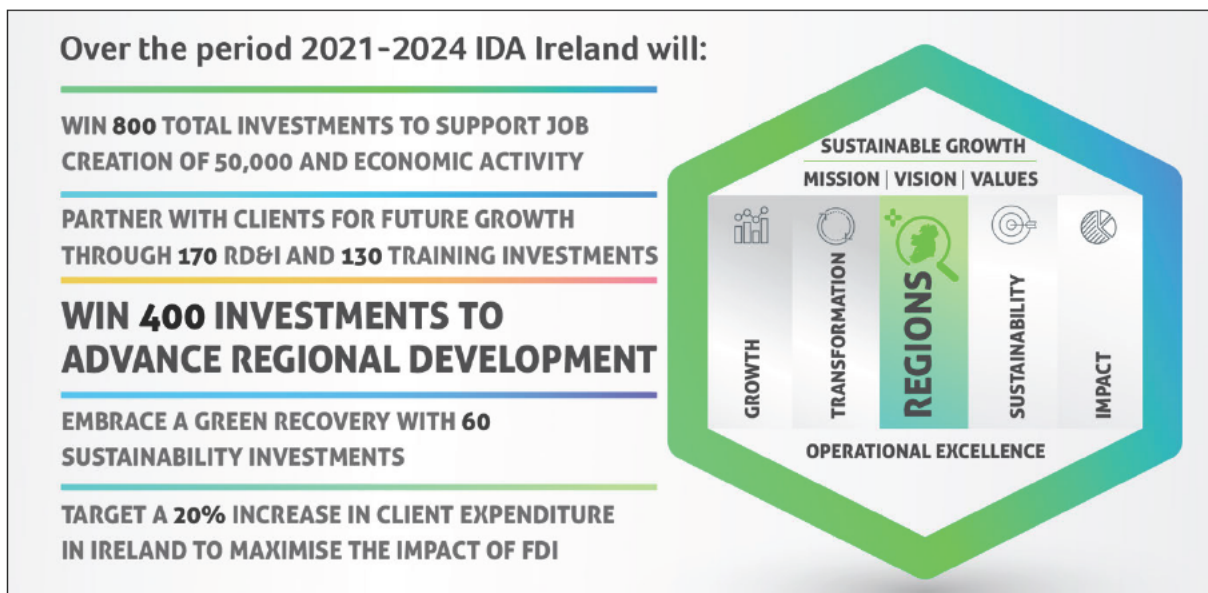 Over the period 2021-2024 IDA Ireland will:
WIN 800 TOTAL INVESTMENTS TO SUPPORT JOB
CREATION OF 50,000 AND ECONOMIC ACTIVITY
PARTNER WITH CLIENTS FOR FUTURE GROWTH
THROUGH 170 RD&I AND 130 TRAINING INVESTMENTS
WIN 400 INVESTMENTS TO
ADVANCE REGIONAL DEVELOPMENT
EMBRACE A GREEN RECOVERY WITH 60
SUSTAINABILITY INVESTMENTS
TARGET A 20% INCREASE IN CLIENT EXPENDITURE
IN IRELAND TO MAXIMISE THE IMPACT OF FDI
SUSTAINABLE GROWTH
MISSION | VISION | VALUES
GROWTH
TRANSFORMATION
REGIONS
SUSTAINABILITY
IMPACT
OPERATIONAL EXCELLENCE